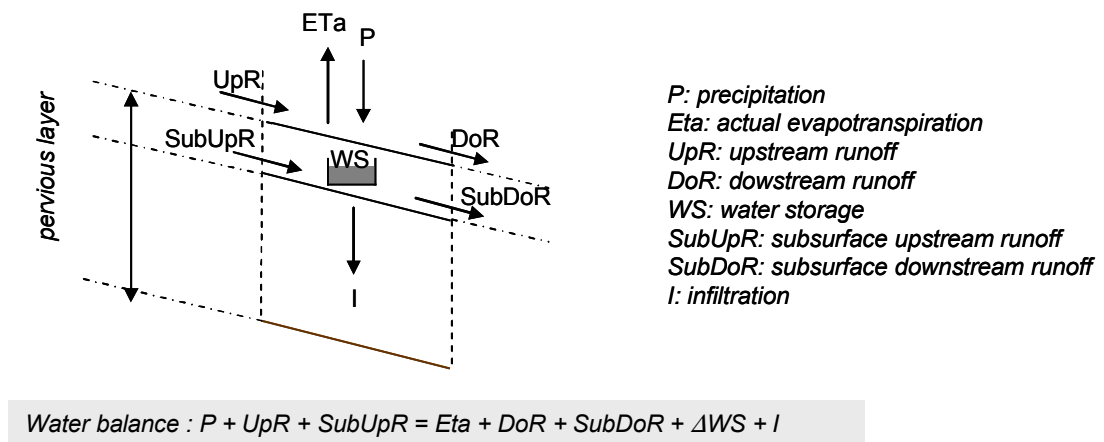 ETa
P
UpR
SubUpR
WS
DoR
SubDoR
I
pervious layer
P: precipitation
Eta: actual evapotranspiration
UpR: upstream runoff
DoR: dowstream runoff
WS: water storage
SubUpR: subsurface upstream runoff
SubDoR: subsurface downstream runoff
I: infiltration
Water balance : P + UpR + SubUpR = Eta + DoR + SubDoR + ΔWS + I